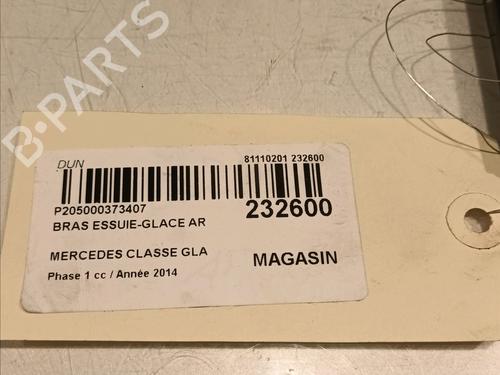 B-PARTS
DUN
81110201 232600
P205000373407
232600
BRAS ESSUIE-GLACE AR
MERCEDES CLASSE GLA
MAGASIN
Phase 1 cc / Année 2014